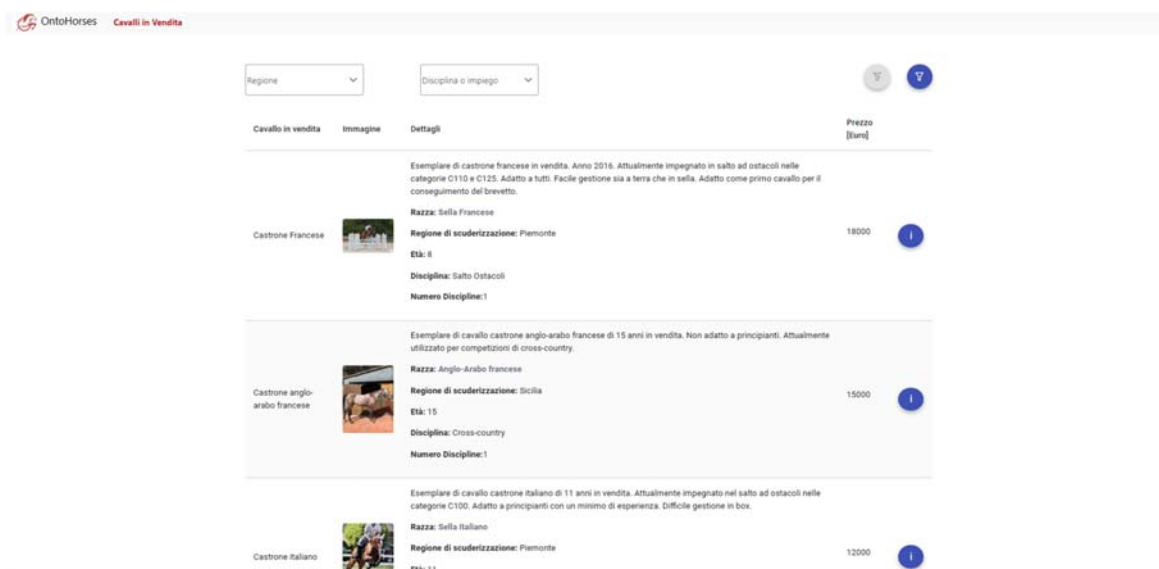 OntoHorses Cavalli in Vendita
Regione Disciplina o impiego
Cavallo in vendita Immagine Dettagli Prezzo [Euro]
Esemplare di castrone francese in vendita. Anno 2016. Attualmente impegnato in salto ad ostacoli nelle
categorie C110 e C125. Adatto a tutti. Facile gestione sia a terra che in sella. Adatto come primo cavallo per il
conseguimento del brevetto.
Razza: Sella Francese
Castrone Francese
Regione di scuderizzazione: Piemonte
18000
i
Età: 8
Disciplina: Salto Ostacoli
Numero Discipline:1
Esemplare di cavallo castrone anglo-arabo francese di 15 anni in vendita. Non adatto a principianti. Attualmente
utilizzato per competizioni di cross-country.
Razza: Anglo-Arabo francese
Castrone anglo-
arabo francese
Regione di scuderizzazione: Sicilia
15000
i
Età: 15
Disciplina: Cross-country
Numero Discipline:1
Esemplare di cavallo castrone italiano di 11 anni in vendita. Attualmente impegnato nel salto ad ostacoli nelle
categorie C100. Adatto a principianti con un minimo di esperienza. Difficile gestione in box.
Razza: Sella Italiano
Castrone italiano
Regione di scuderizzazione: Piemonte
12000
i
Età: 11